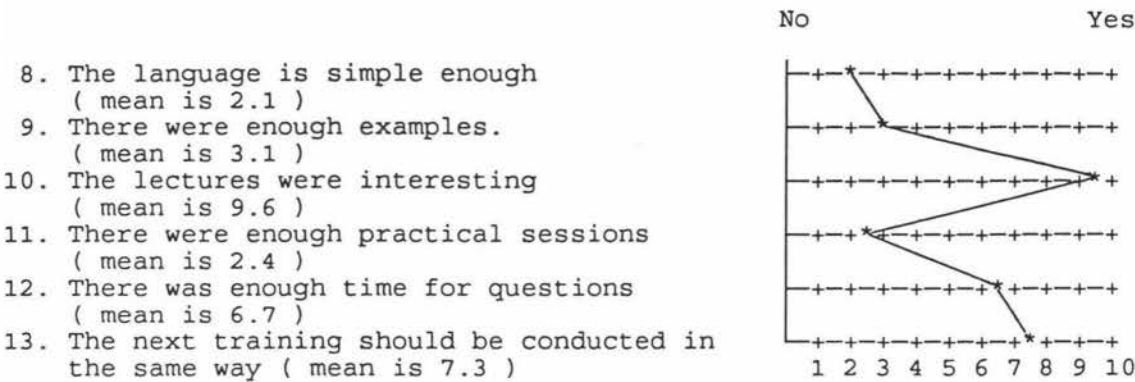 No Yes
8. The language is simple enough
( mean is 2.1 )
9. There were enough examples.
( mean is 3.1 )
10. The lectures were interesting
( mean is 9.6 )
11. There were enough practical sessions
( mean is 2.4 )
12. There was enough time for questions
( mean is 6.7 )
13. The next training should be conducted in
the same way ( mean is 7.3 )
1 2 3 4 5 6 7 8 9 10